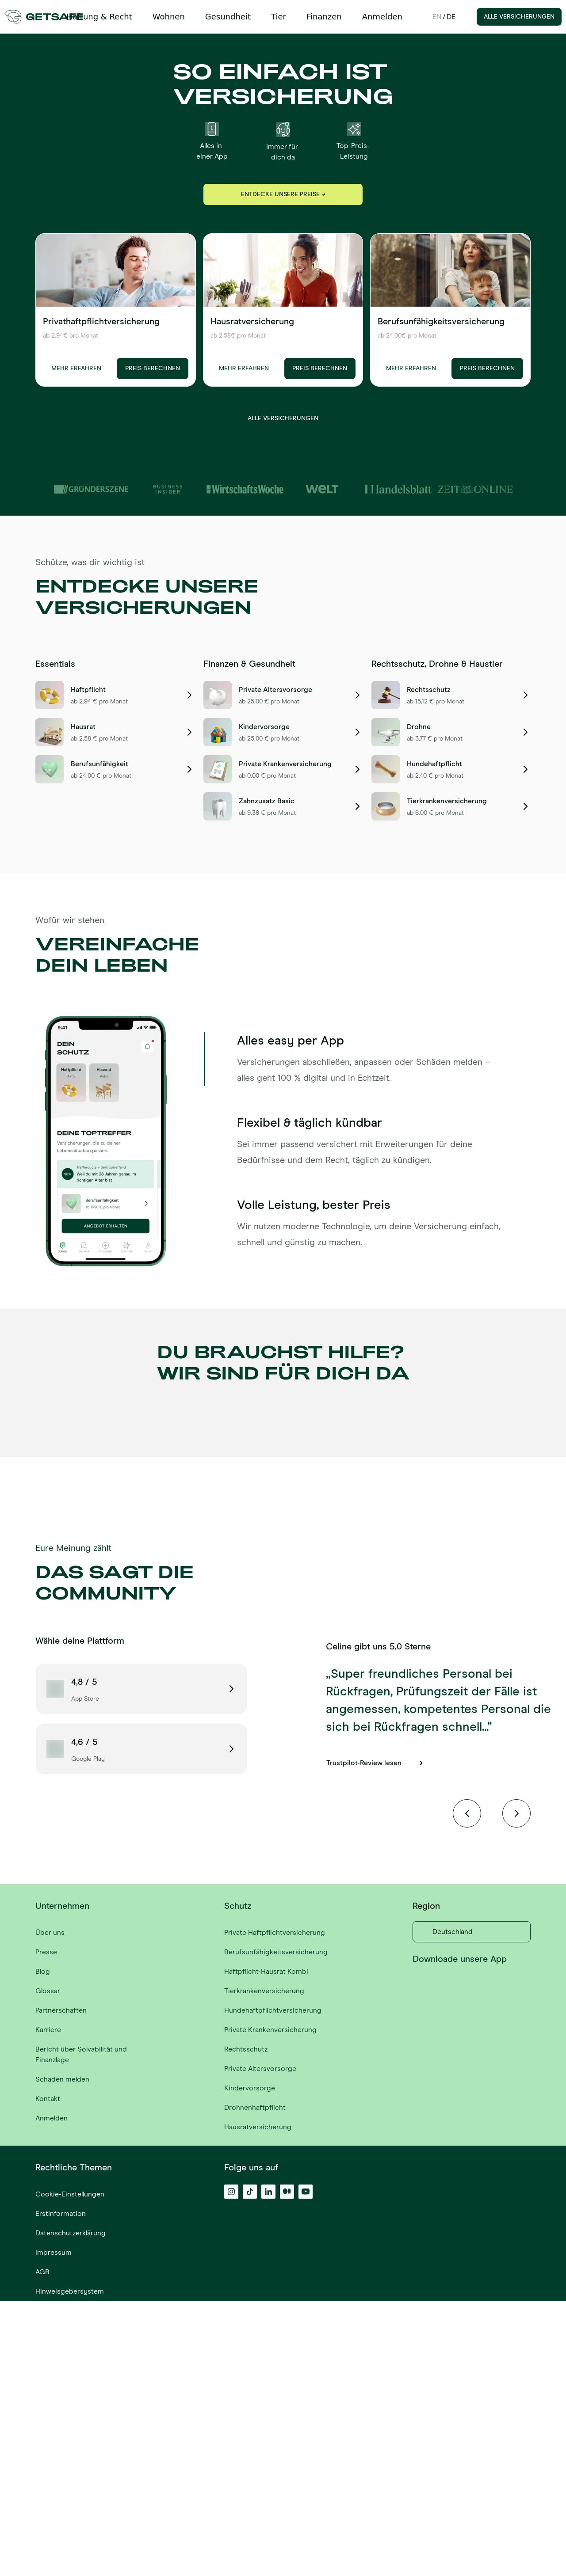 GETSAFE
Haftung & Recht
Wohnen
Gesundheit
Tier
Finanzen
Anmelden
EN / DE
ALLE VERSICHERUNGEN
SO EINFACH IST
VERSICHERUNG
Alles in
einer App
Immer für
dich da
Top-Preis-
Leistung
ENTDECKE UNSERE PREISE →
Privathaftpflichtversicherung
ab 2,94€ pro Monat
MEHR ERFAHREN
PREIS BERECHNEN
Hausratversicherung
ab 2,58€ pro Monat
MEHR ERFAHREN
PREIS BERECHNEN
Berufsunfähigkeitsversicherung
ab 24,00€ pro Monat
MEHR ERFAHREN
PREIS BERECHNEN
ALLE VERSICHERUNGEN
GRÜNDERSZENE
BUSINESS
INSIDER
WirtschaftsWoche
WELT
Handelsblatt
ZEIT ONLINE
Schütze, was dir wichtig ist
ENTDECKE UNSERE
VERSICHERUNGEN
Essentials
Haftpflicht
ab 2,94 € pro Monat
Hausrat
ab 2,58 € pro Monat
Berufsunfähigkeit
ab 24,00 € pro Monat
Finanzen & Gesundheit
Private Altersvorsorge
ab 25,00 € pro Monat
Kindervorsorge
ab 25,00 € pro Monat
Private Krankenversicherung
ab 0,00 € pro Monat
Zahnzusatz Basic
ab 9,38 € pro Monat
Rechtsschutz, Drohne & Haustier
Rechtsschutz
ab 15,12 € pro Monat
Drohne
ab 3,77 € pro Monat
Hundehaftpflicht
ab 2,40 € pro Monat
Tierkrankenversicherung
ab 6,00 € pro Monat
Wofür wir stehen
VEREINFACHE
DEIN LEBEN
9:41
DEIN
SCHUTZ
Haftpflicht
Hausrat
DEINE TOPTREFFER
Versicherungen, die zu deiner
Lebenssituation passen.
Weil du mit 28 Jahren genau im
richtigen Alter bist
Berufsunfähigkeit
ANGEBOT ERHALTEN
Alles easy per App
Versicherungen abschließen, anpassen oder Schäden melden –
alles geht 100 % digital und in Echtzeit.
Flexibel & täglich kündbar
Sei immer passend versichert mit Erweiterungen für deine
Bedürfnisse und dem Recht, täglich zu kündigen.
Volle Leistung, bester Preis
Wir nutzen moderne Technologie, um deine Versicherung einfach,
schnell und günstig zu machen.
DU BRAUCHST HILFE?
WIR SIND FÜR DICH DA
Eure Meinung zählt
DAS SAGT DIE
COMMUNITY
Wähle deine Plattform
4,8 / 5
App Store
4,6 / 5
Google Play
Celine gibt uns 5,0 Sterne
„Super freundliches Personal bei
Rückfragen, Prüfungszeit der Fälle ist
angemessen, kompetentes Personal die
sich bei Rückfragen schnell..."
Trustpilot-Review lesen
Unternehmen
Über uns
Presse
Blog
Glossar
Partnerschaften
Karriere
Bericht über Solvabilität und
Finanzlage
Schaden melden
Kontakt
Anmelden
Schutz
Private Haftpflichtversicherung
Berufsunfähigkeitsversicherung
Haftpflicht-Hausrat Kombi
Tierkrankenversicherung
Hundehaftpflichtversicherung
Private Krankenversicherung
Rechtsschutz
Private Altersvorsorge
Kindervorsorge
Drohnenhaftpflicht
Hausratversicherung
Region
Deutschland
Downloade unsere App
Rechtliche Themen
Cookie-Einstellungen
Erstinformation
Datenschutzerklärung
Impressum
AGB
Hinweisgebersystem
Folge uns auf